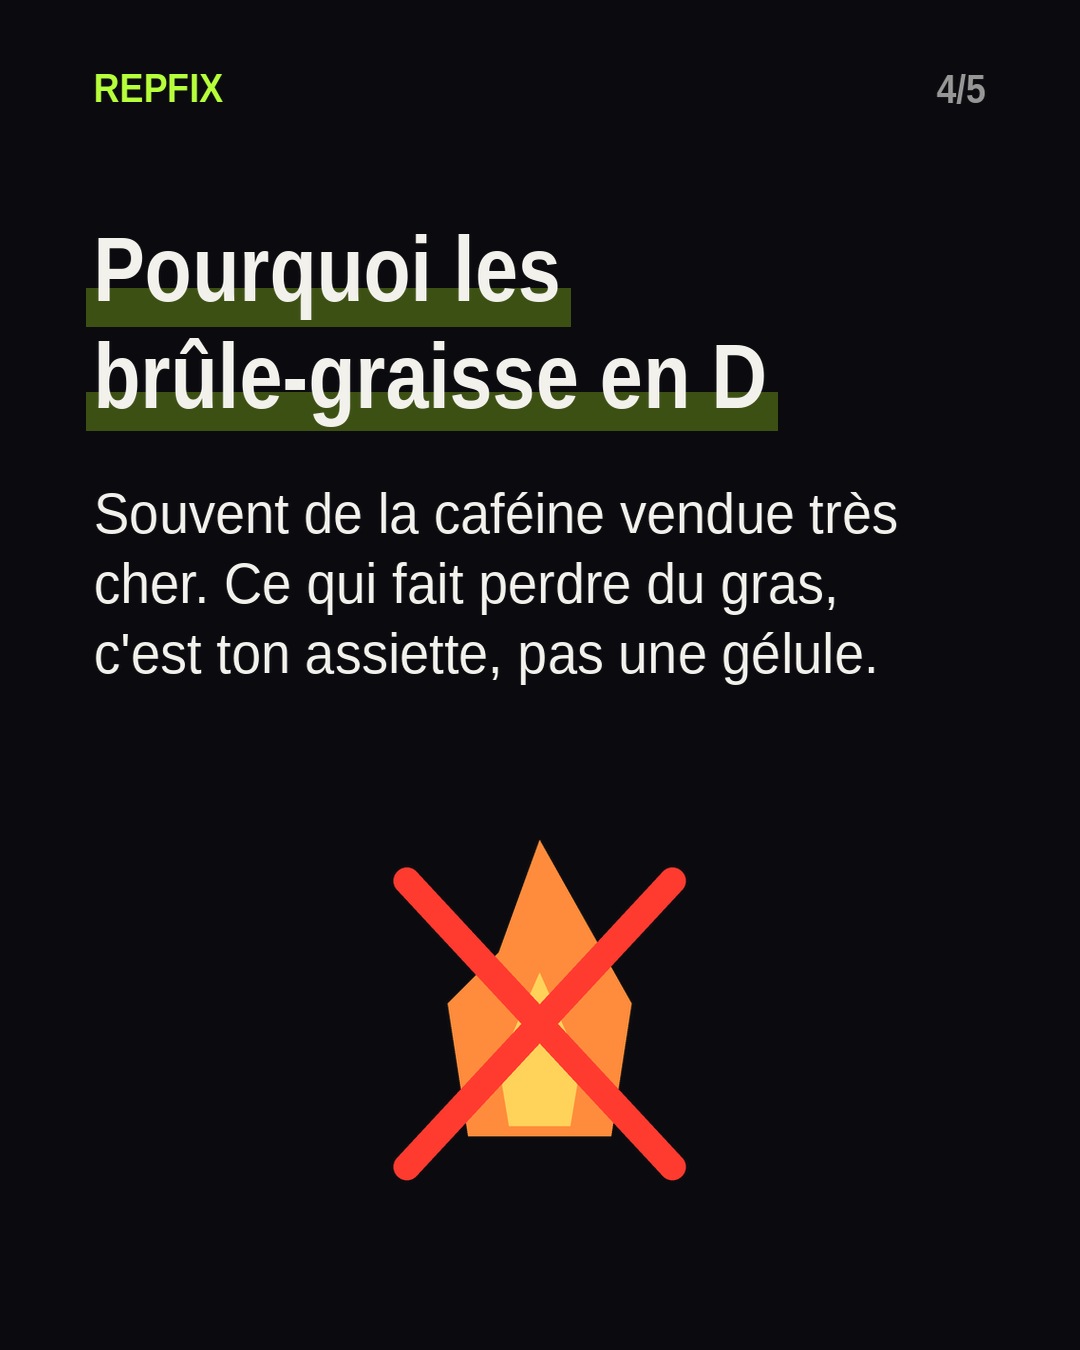 REPFIX
4/5
Pourquoi les
brûle-graisse en D
Souvent de la caféine vendue très
cher. Ce qui fait perdre du gras,
c'est ton assiette, pas une gélule.